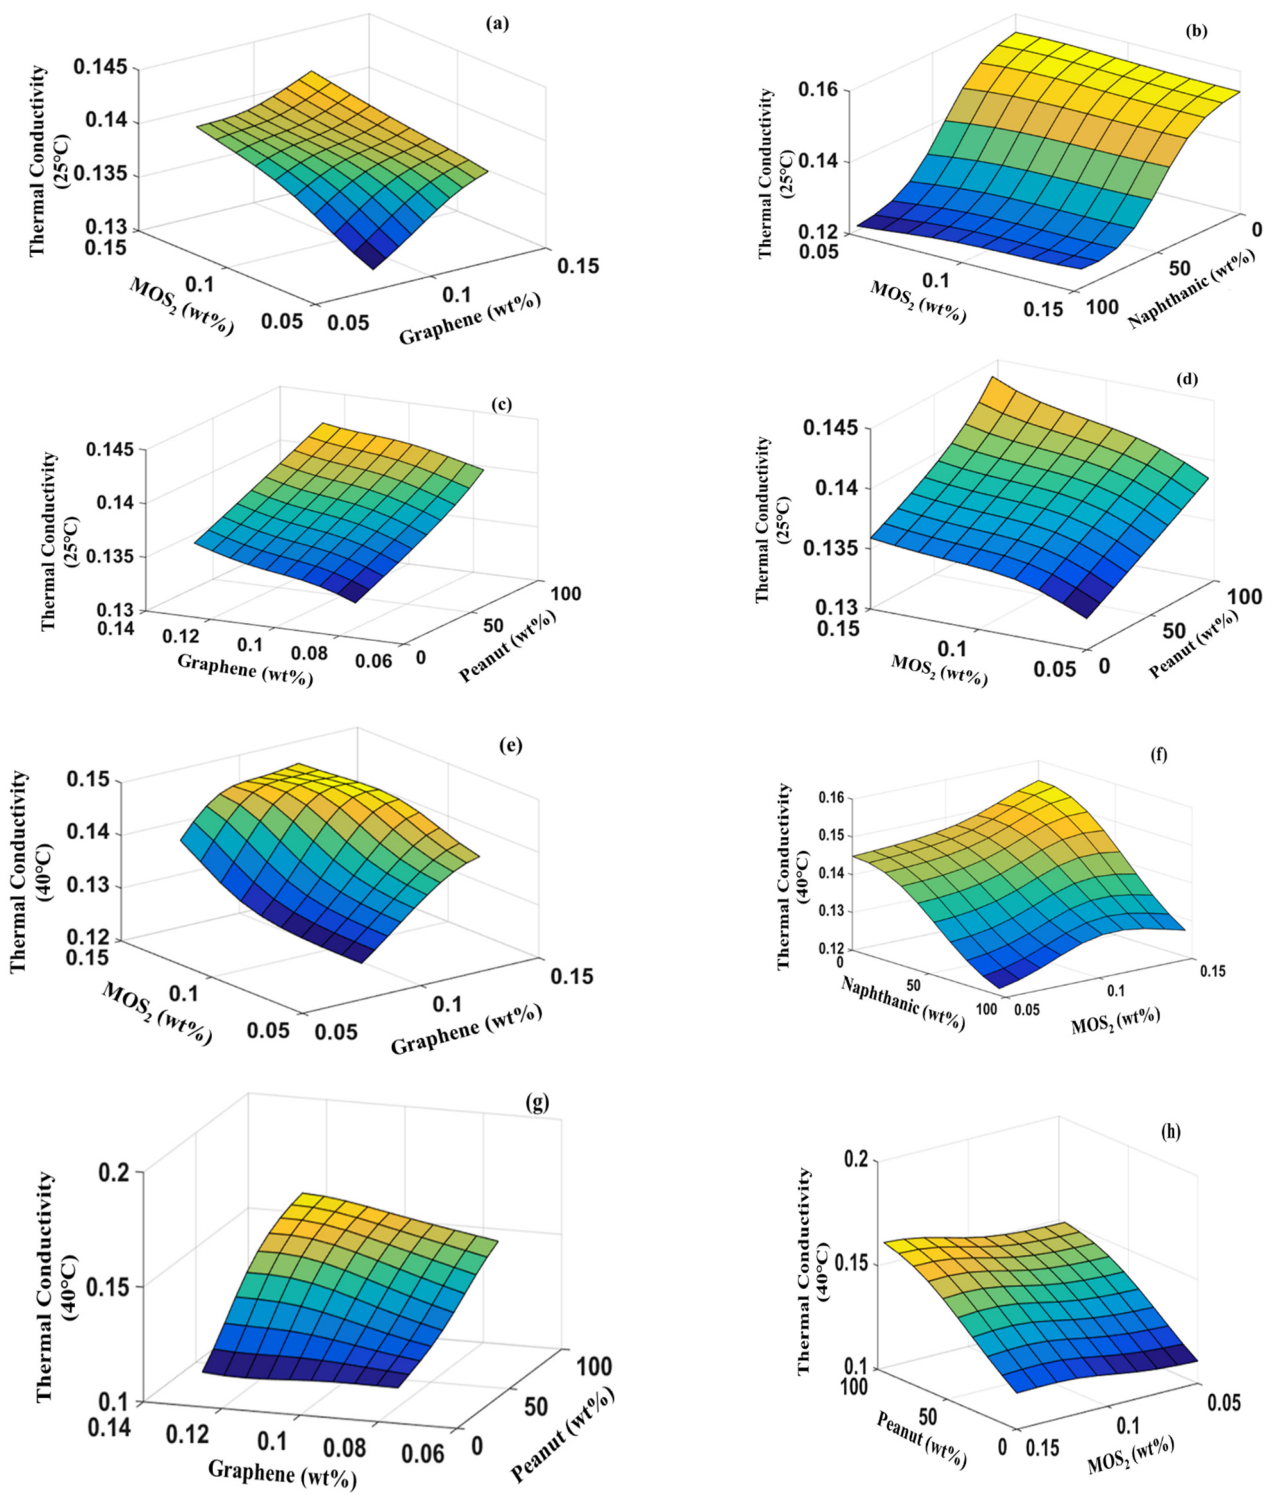 (a)
Thermal Conductivity
(25°C)
0.145
0.14
0.135
0.13
0.15
0.1
0.05
MOS2 (wt%)
0.05
0.1
0.15
Graphene (wt%)
(b)
Thermal Conductivity
(25°C)
0.16
0.14
0.12
0.05
0.1
0.15
MOS2 (wt%)
100
50
0
Naphthanic (wt%)
(c)
Thermal Conductivity
(25°C)
0.145
0.14
0.135
0.13
0.14
0.12
0.1
0.08
0.06
Graphene (wt%)
0
50
100
Peanut (wt%)
(d)
Thermal Conductivity
(25°C)
0.145
0.14
0.135
0.13
0.15
0.1
0.05
MOS2 (wt%)
0
50
100
Peanut (wt%)
(e)
Thermal Conductivity
(40°C)
0.15
0.14
0.13
0.12
0.15
0.1
0.05
MOS2 (wt%)
0.05
0.1
0.15
Graphene (wt%)
(f)
Thermal Conductivity
(40°C)
0.16
0.15
0.14
0.13
0.12
0
50
100
Naphthanic (wt%)
0.05
0.1
0.15
MOS2 (wt%)
(g)
Thermal Conductivity
(40°C)
0.2
0.15
0.1
0.14
0.12
0.1
0.08
0.06
Graphene (wt%)
0
50
100
Peanut (wt%)
(h)
Thermal Conductivity
(40°C)
0.2
0.15
0.1
100
50
0
Peanut (wt%)
0.15
0.1
0.05
MOS2 (wt%)